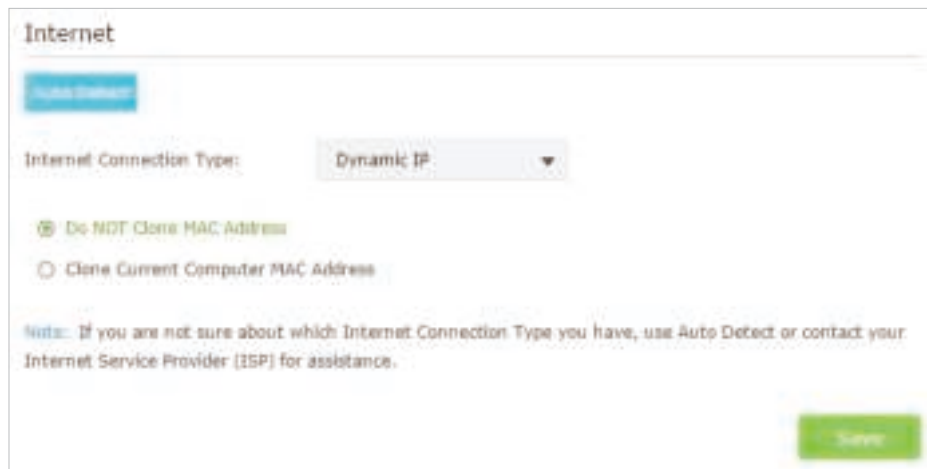 Internet
Auto Detect
Internet Connection Type:
Dynamic IP
Do NOT Clone MAC Address
Clone Current Computer MAC Address
Note: If you are not sure about which Internet Connection Type you have, use Auto Detect or contact your
Internet Service Provider (ISP) for assistance.
Save